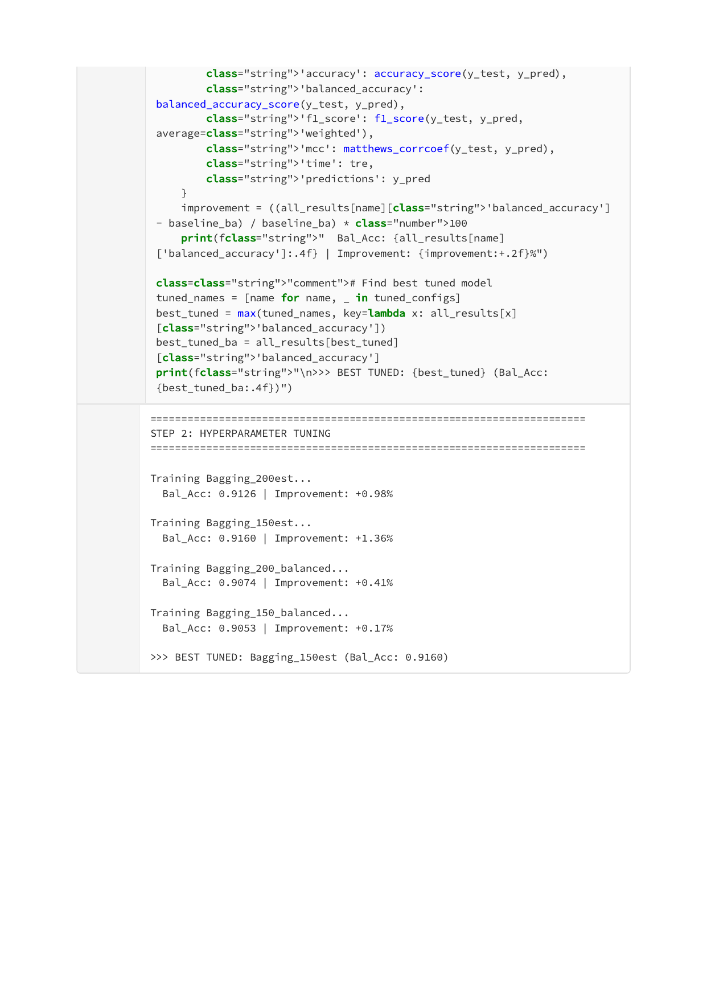 class="string">'accuracy': accuracy_score(y_test, y_pred),
        class="string">'balanced_accuracy':
balanced_accuracy_score(y_test, y_pred),
        class="string">'f1_score': f1_score(y_test, y_pred,
average=class="string">'weighted'),
        class="string">'mcc': matthews_corrcoef(y_test, y_pred),
        class="string">'time': tre,
        class="string">'predictions': y_pred
    }
    improvement = ((all_results[name][class="string">'balanced_accuracy']
− baseline_ba) / baseline_ba) * class="number">100
    print(fclass="string">"  Bal_Acc: {all_results[name]
['balanced_accuracy']:.4f} | Improvement: {improvement:+.2f}%")

class=class="string">"comment"># Find best tuned model
tuned_names = [name for name, _ in tuned_configs]
best_tuned = max(tuned_names, key=lambda x: all_results[x]
[class="string">'balanced_accuracy'])
best_tuned_ba = all_results[best_tuned]
[class="string">'balanced_accuracy']
print(fclass="string">"\n>>> BEST TUNED: {best_tuned} (Bal_Acc:
{best_tuned_ba:.4f})")
======================================================================
STEP 2: HYPERPARAMETER TUNING
======================================================================

Training Bagging_200est...
  Bal_Acc: 0.9126 | Improvement: +0.98%

Training Bagging_150est...
  Bal_Acc: 0.9160 | Improvement: +1.36%

Training Bagging_200_balanced...
  Bal_Acc: 0.9074 | Improvement: +0.41%

Training Bagging_150_balanced...
  Bal_Acc: 0.9053 | Improvement: +0.17%

>>> BEST TUNED: Bagging_150est (Bal_Acc: 0.9160)